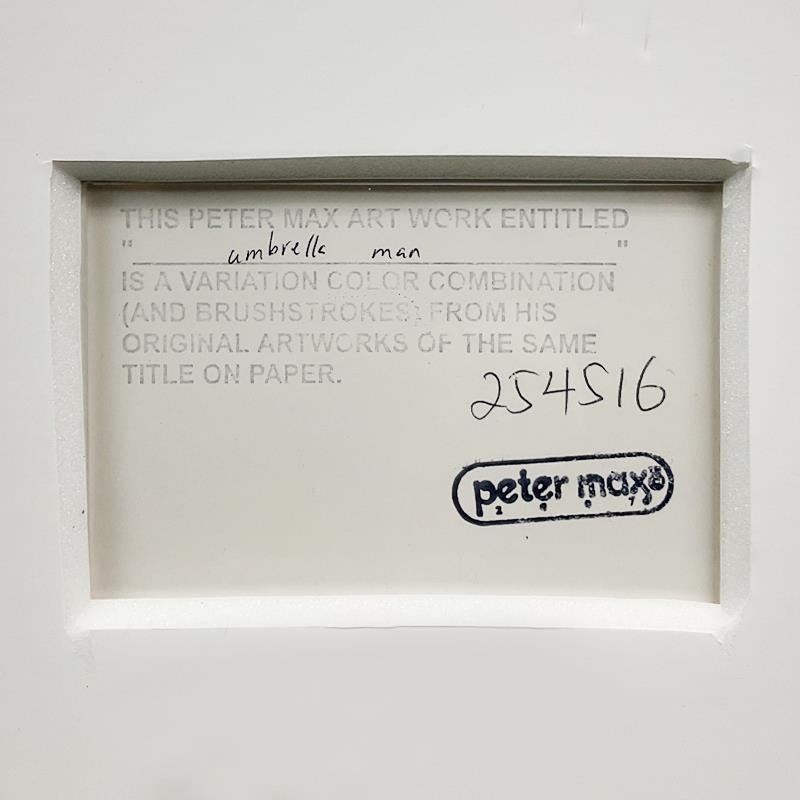 THIS PETER MAX ART WORK ENTITLED
" umbrella man "
IS A VARIATION COLOR COMBINATION
(AND BRUSHSTROKES) FROM HIS
ORIGINAL ARTWORKS OF THE SAME
TITLE ON PAPER.
254516
peter max